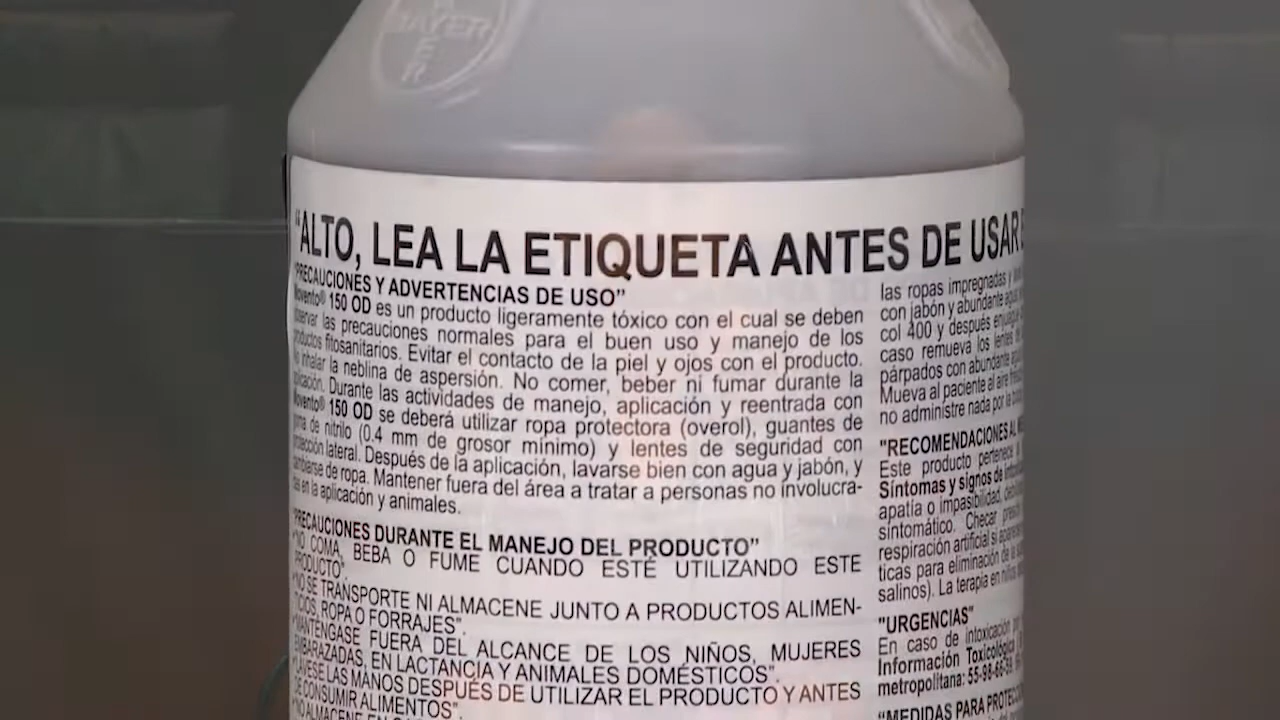 BAYER
"ALTO, LEA LA ETIQUETA ANTES DE USAR E
"PRECAUCIONES Y ADVERTENCIAS DE USO"
Movento® 150 OD es un producto ligeramente tóxico con el cual se deben
observar las precauciones normales para el buen uso y manejo de los
productos fitosanitarios. Evitar el contacto de la piel y ojos con el producto.
No inhalar la neblina de aspersión. No comer, beber ni fumar durante la
aplicación. Durante las actividades de manejo, aplicación y reentrada con
Movento® 150 OD se deberá utilizar ropa protectora (overol), guantes de
goma de nitrilo (0.4 mm de grosor mínimo) y lentes de seguridad con
protección lateral. Después de la aplicación, lavarse bien con agua y jabón, y
cambiarse de ropa. Mantener fuera del área a tratar a personas no involucra-
das en la aplicación y animales.
"PRECAUCIONES DURANTE EL MANEJO DEL PRODUCTO"
"NO COMA, BEBA O FUME CUANDO ESTÉ UTILIZANDO ESTE
PRODUCTO".
"NO SE TRANSPORTE NI ALMACENE JUNTO A PRODUCTOS ALIMEN-
TICIOS, ROPA O FORRAJES".
"MANTÉNGASE FUERA DEL ALCANCE DE LOS NIÑOS, MUJERES
EMBARAZADAS, EN LACTANCIA Y ANIMALES DOMÉSTICOS".
"LÁVESE LAS MANOS DESPUÉS DE UTILIZAR EL PRODUCTO Y ANTES
DE CONSUMIR ALIMENTOS".
"NO ALMACENE EN
las ropas impregnadas y
con jabón y abundante agua
col 400 y después enjuague
caso remueva los lentes de
párpados con abundante agua
Mueva al paciente al aire fresco
no administre nada por la
"RECOMENDACIONES AL
Este producto pertenece
Síntomas y signos de
apatía o impasibilidad,
sintomático. Checar
respiración artificial si
ticas para eliminación de
salinos). La terapia en niños
"URGENCIAS"
En caso de intoxicación
Información Toxicológica
metropolitana: 55-98-66-
"MEDIDAS PARA